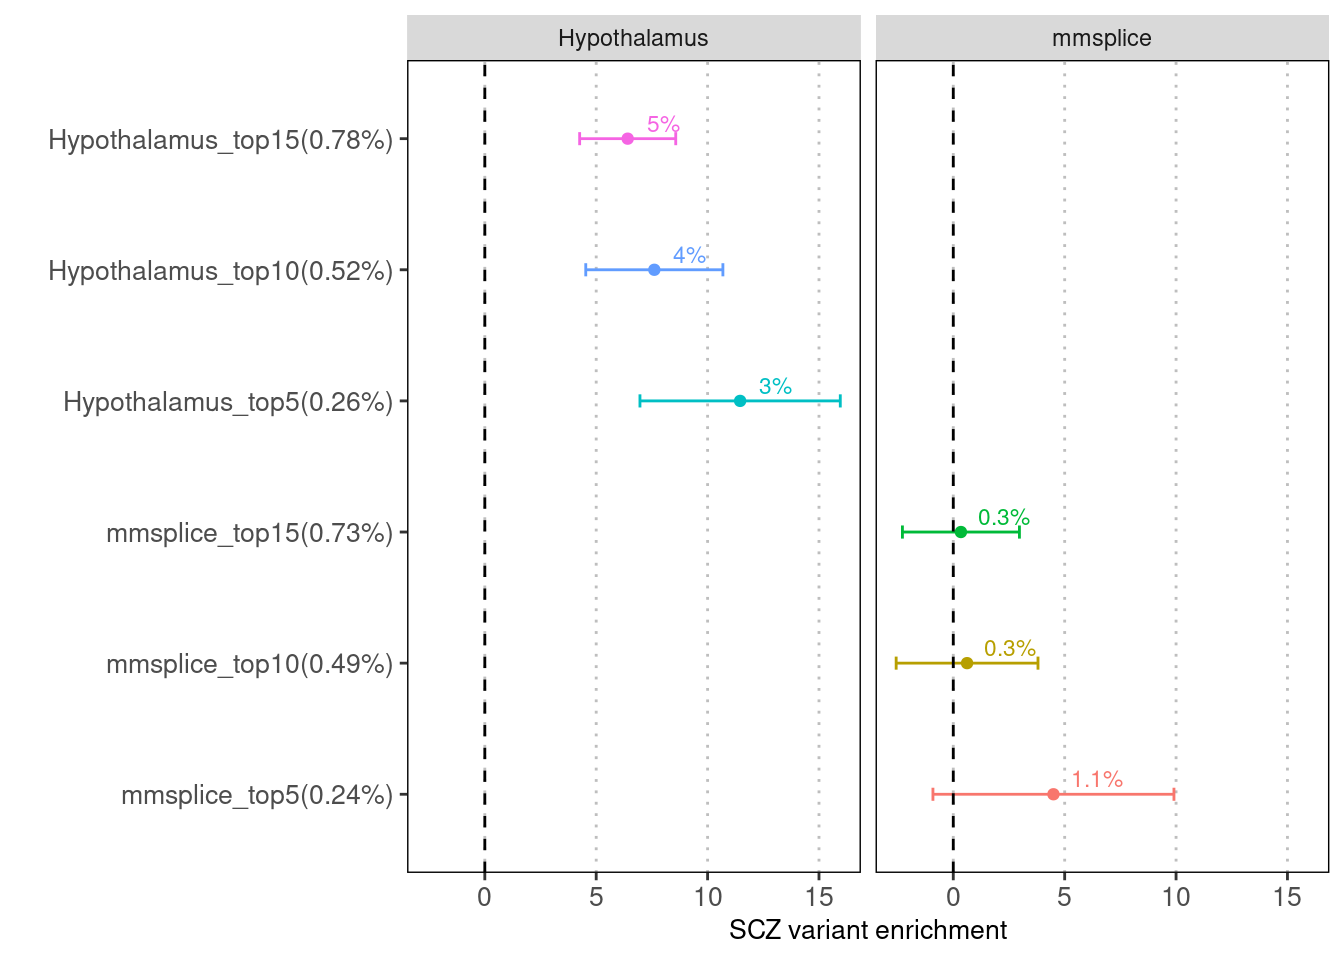 Hypothalamus
mmsplice
Hypothalamus_top15(0.78%)
5%
Hypothalamus_top10(0.52%)
4%
Hypothalamus_top5(0.26%)
3%
mmsplice_top15(0.73%)
0.3%
mmsplice_top10(0.49%)
0.3%
mmsplice_top5(0.24%)
1.1%
0 5 10 15
0 5 10 15
SCZ variant enrichment